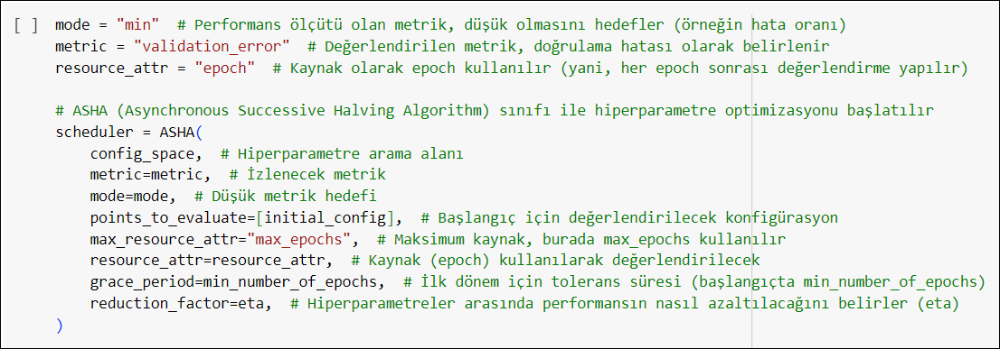 [ ] mode = "min"  # Performans ölçütü olan metrik, düşük olmasını hedefler (örneğin hata oranı)
metric = "validation_error"  # Değerlendirilen metrik, doğrulama hatası olarak belirlenir
resource_attr = "epoch"  # Kaynak olarak epoch kullanılır (yani, her epoch sonrası değerlendirme yapılır)
# ASHA (Asynchronous Successive Halving Algorithm) sınıfı ile hiperparametre optimizasyonu başlatılır
scheduler = ASHA(
    config_space,  # Hiperparametre arama alanı
    metric=metric,  # İzlenecek metrik
    mode=mode,  # Düşük metrik hedefi
    points_to_evaluate=[initial_config],  # Başlangıç için değerlendirilecek konfigürasyon
    max_resource_attr="max_epochs",  # Maksimum kaynak, burada max_epochs kullanılır
    resource_attr=resource_attr,  # Kaynak (epoch) kullanılarak değerlendirilecek
    grace_period=min_number_of_epochs,  # İlk dönem için tolerans süresi (başlangıçta min_number_of_epochs)
    reduction_factor=eta,  # Hiperparametreler arasında performansın nasıl azaltılacağını belirler (eta)
)